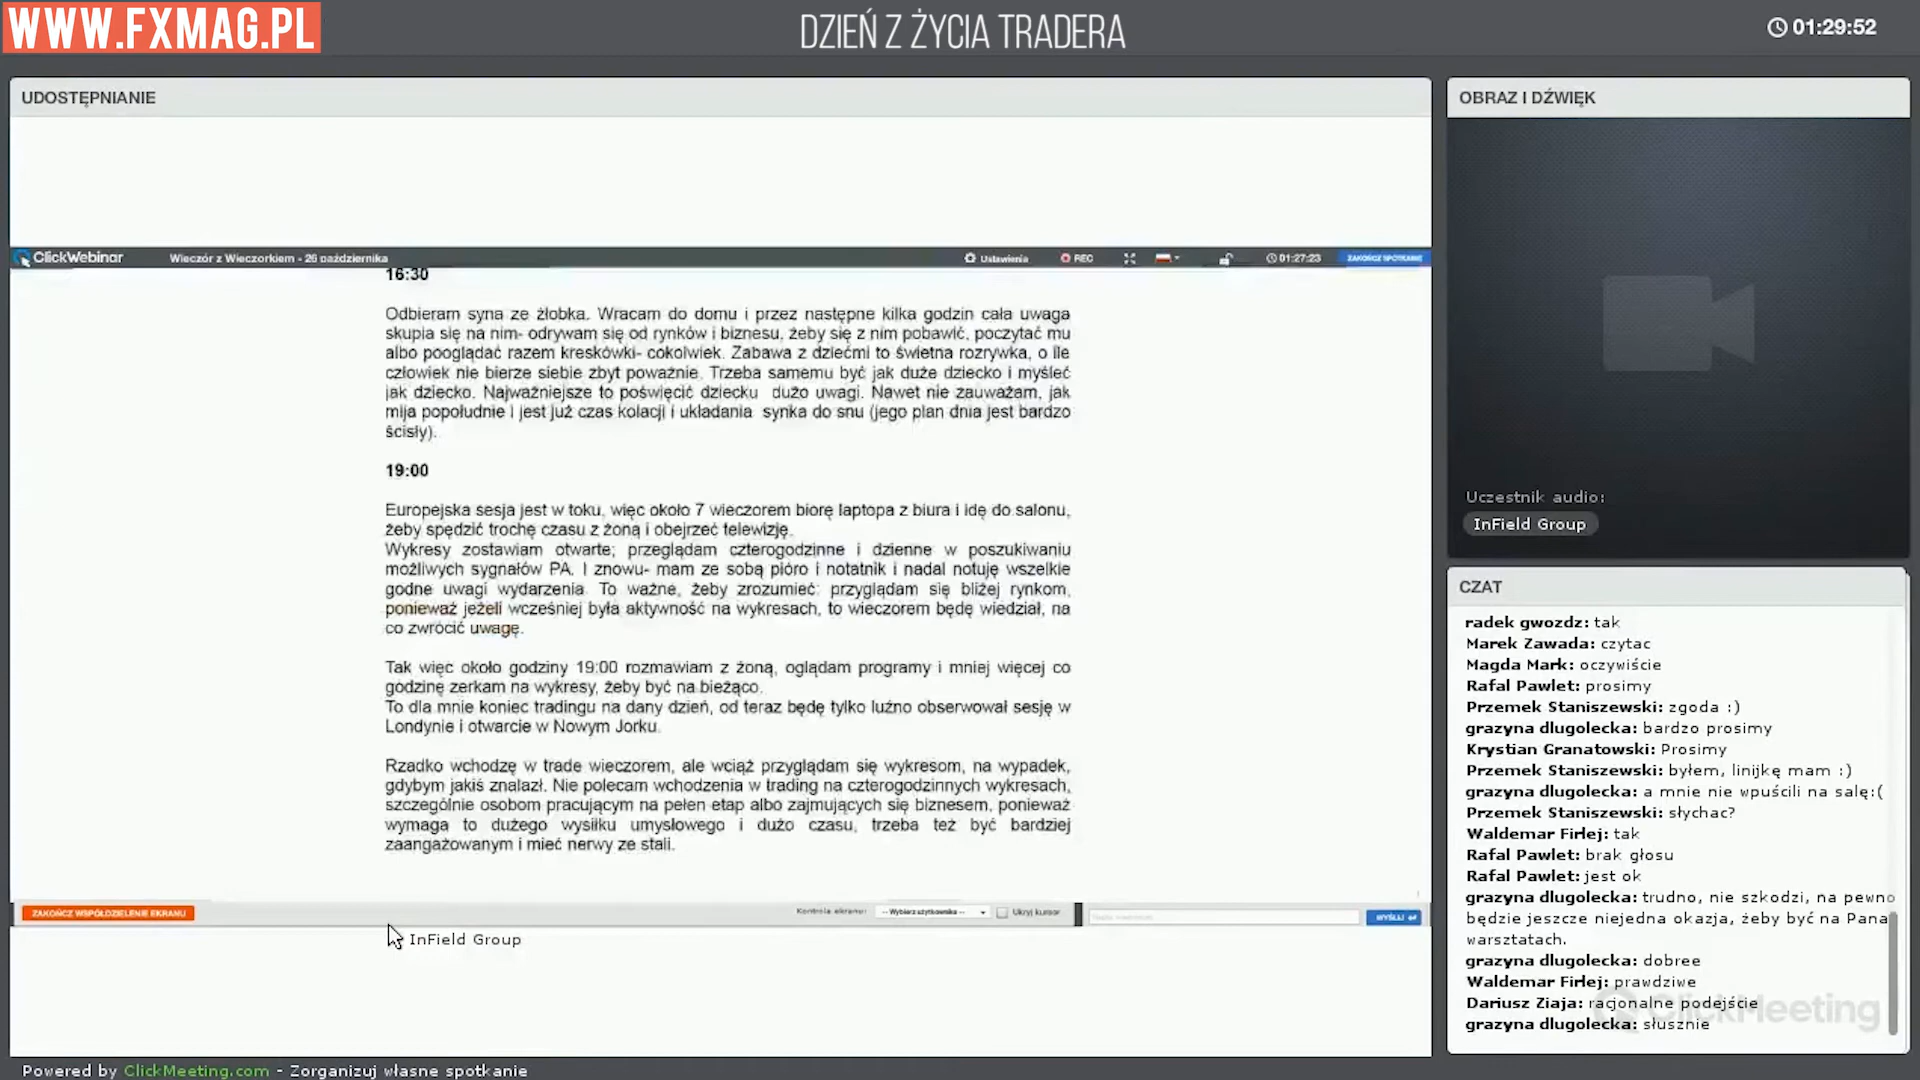 WWW.FXMAG.PL
DZIEŃ Z ŻYCIA TRADERA
01:29:52
UDOSTĘPNIANIE
ClickWebinar
Wieczór z Wieczorkiem - 26 października
Ustawienia
REC
01:27:23
ZAKOŃCZ SPOTKANIE
16:30
Odbieram syna ze żłobka. Wracam do domu i przez następne kilka godzin cała uwaga
skupia się na nim- odrywam się od rynków i biznesu, żeby się z nim pobawić, poczytać mu
albo pooglądać razem kreskówki- cokolwiek. Zabawa z dziećmi to świetna rozrywka, o ile
człowiek nie bierze siebie zbyt poważnie. Trzeba samemu być jak duże dziecko i myśleć
jak dziecko. Najważniejsze to poświęcić dziecku dużo uwagi. Nawet nie zauważam, jak
mija popołudnie i jest już czas kolacji i układania synka do snu (jego plan dnia jest bardzo
ścisły).
19:00
Europejska sesja jest w toku, więc około 7 wieczorem biorę laptopa z biura i idę do salonu,
żeby spędzić trochę czasu z żoną i obejrzeć telewizję.
Wykresy zostawiam otwarte; przeglądam czterogodzinne i dzienne w poszukiwaniu
możliwych sygnałów PA. I znowu- mam ze sobą pióro i notatnik i nadal notuję wszelkie
godne uwagi wydarzenia. To ważne, żeby zrozumieć: przyglądam się bliżej rynkom,
ponieważ jeżeli wcześniej była aktywność na wykresach, to wieczorem będę wiedział, na
co zwrócić uwagę.
Tak więc około godziny 19:00 rozmawiam z żoną, oglądam programy i mniej więcej co
godzinę zerkam na wykresy, żeby być na bieżąco.
To dla mnie koniec tradingu na dany dzień, od teraz będę tylko luźno obserwował sesję w
Londynie i otwarcie w Nowym Jorku.
Rzadko wchodzę w trade wieczorem, ale wciąż przyglądam się wykresom, na wypadek,
gdybym jakiś znalazł. Nie polecam wchodzenia w trading na czterogodzinnych wykresach,
szczególnie osobom pracującym na pełen etap albo zajmujących się biznesem, ponieważ
wymaga to dużego wysiłku umysłowego i dużo czasu, trzeba też być bardziej
zaangażowanym i mieć nerwy ze stali.
ZAKOŃCZ WSPÓŁDZIELENIE EKRANU
Kontrola ekranu:
-- Wybierz użytkownika --
Ukryj kursor
WYŚLIJ
InField Group
OBRAZ I DŹWIĘK
Uczestnik audio:
InField Group
CZAT
radek gwozdz: tak
Marek Zawada: czytac
Magda Mark: oczywiście
Rafal Pawlet: prosimy
Przemek Staniszewski: zgoda :)
grazyna dlugolecka: bardzo prosimy
Krystian Granatowski: Prosimy
Przemek Staniszewski: byłem, linijkę mam :)
grazyna dlugolecka: a mnie nie wpuścili na salę:(
Przemek Staniszewski: słychac?
Waldemar Firlej: tak
Rafal Pawlet: brak głosu
Rafal Pawlet: jest ok
grazyna dlugolecka: trudno, nie szkodzi, na pewno
będzie jeszcze niejedna okazja, żeby być na Pana
warsztatach.
grazyna dlugolecka: dobree
Waldemar Firlej: prawdziwe
Dariusz Ziaja: racjonalne podejście
grazyna dlugolecka: słusznie
ClickMeeting
Powered by ClickMeeting.com - Zorganizuj własne spotkanie